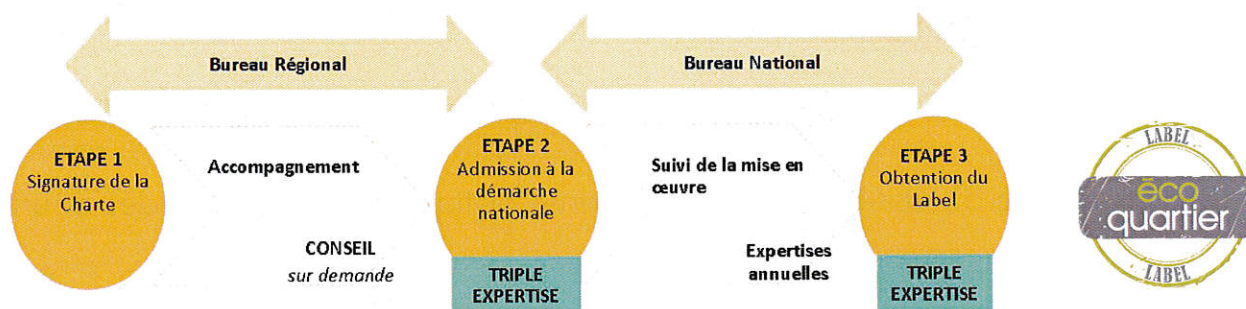 Bureau Régional
Bureau National
ETAPE 1
Signature de la
Charte
Accompagnement
CONSEIL
sur demande
ETAPE 2
Admission à la
démarche
nationale
TRIPLE
EXPERTISE
Suivi de la mise en
œuvre
Expertises
annuelles
ETAPE 3
Obtention du
Label
TRIPLE
EXPERTISE
LABEL
éco
quartier
LABEL